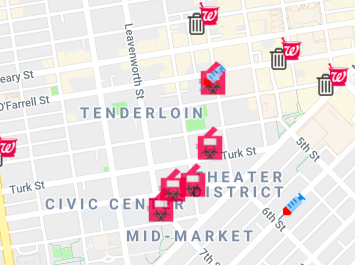 Leavenworth St
eary St
O'Farrell St
TENDERLOIN
5th St
Turk St
HEATER
DISTRICT
Turk St
CIVIC CENTER
6th St
MID-MARKET
7th St